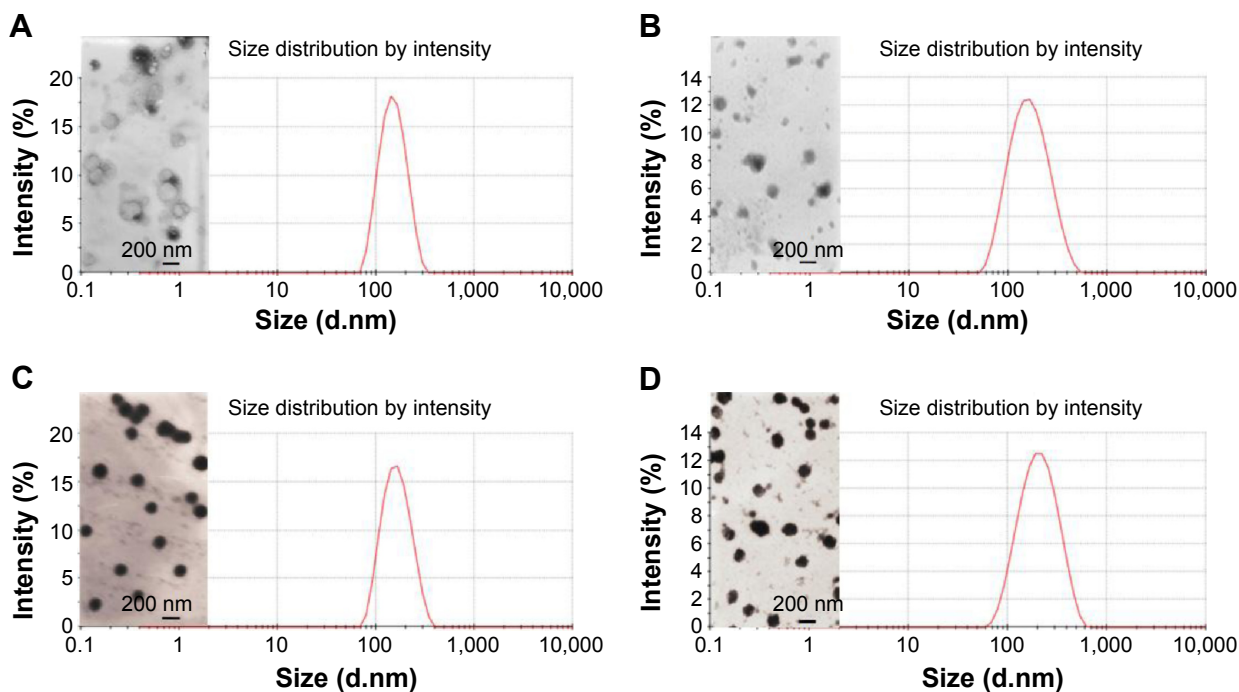 A
Size distribution by intensity
Intensity (%)
20
15
10
5
0
200 nm
0.1 1 10 100 1,000 10,000
Size (d.nm)
B
Size distribution by intensity
Intensity (%)
14
12
10
8
6
4
2
0
200 nm
0.1 1 10 100 1,000 10,000
Size (d.nm)
C
Size distribution by intensity
Intensity (%)
20
15
10
5
0
200 nm
0.1 1 10 100 1,000 10,000
Size (d.nm)
D
Size distribution by intensity
Intensity (%)
14
12
10
8
6
4
2
0
200 nm
0.1 1 10 100 1,000 10,000
Size (d.nm)